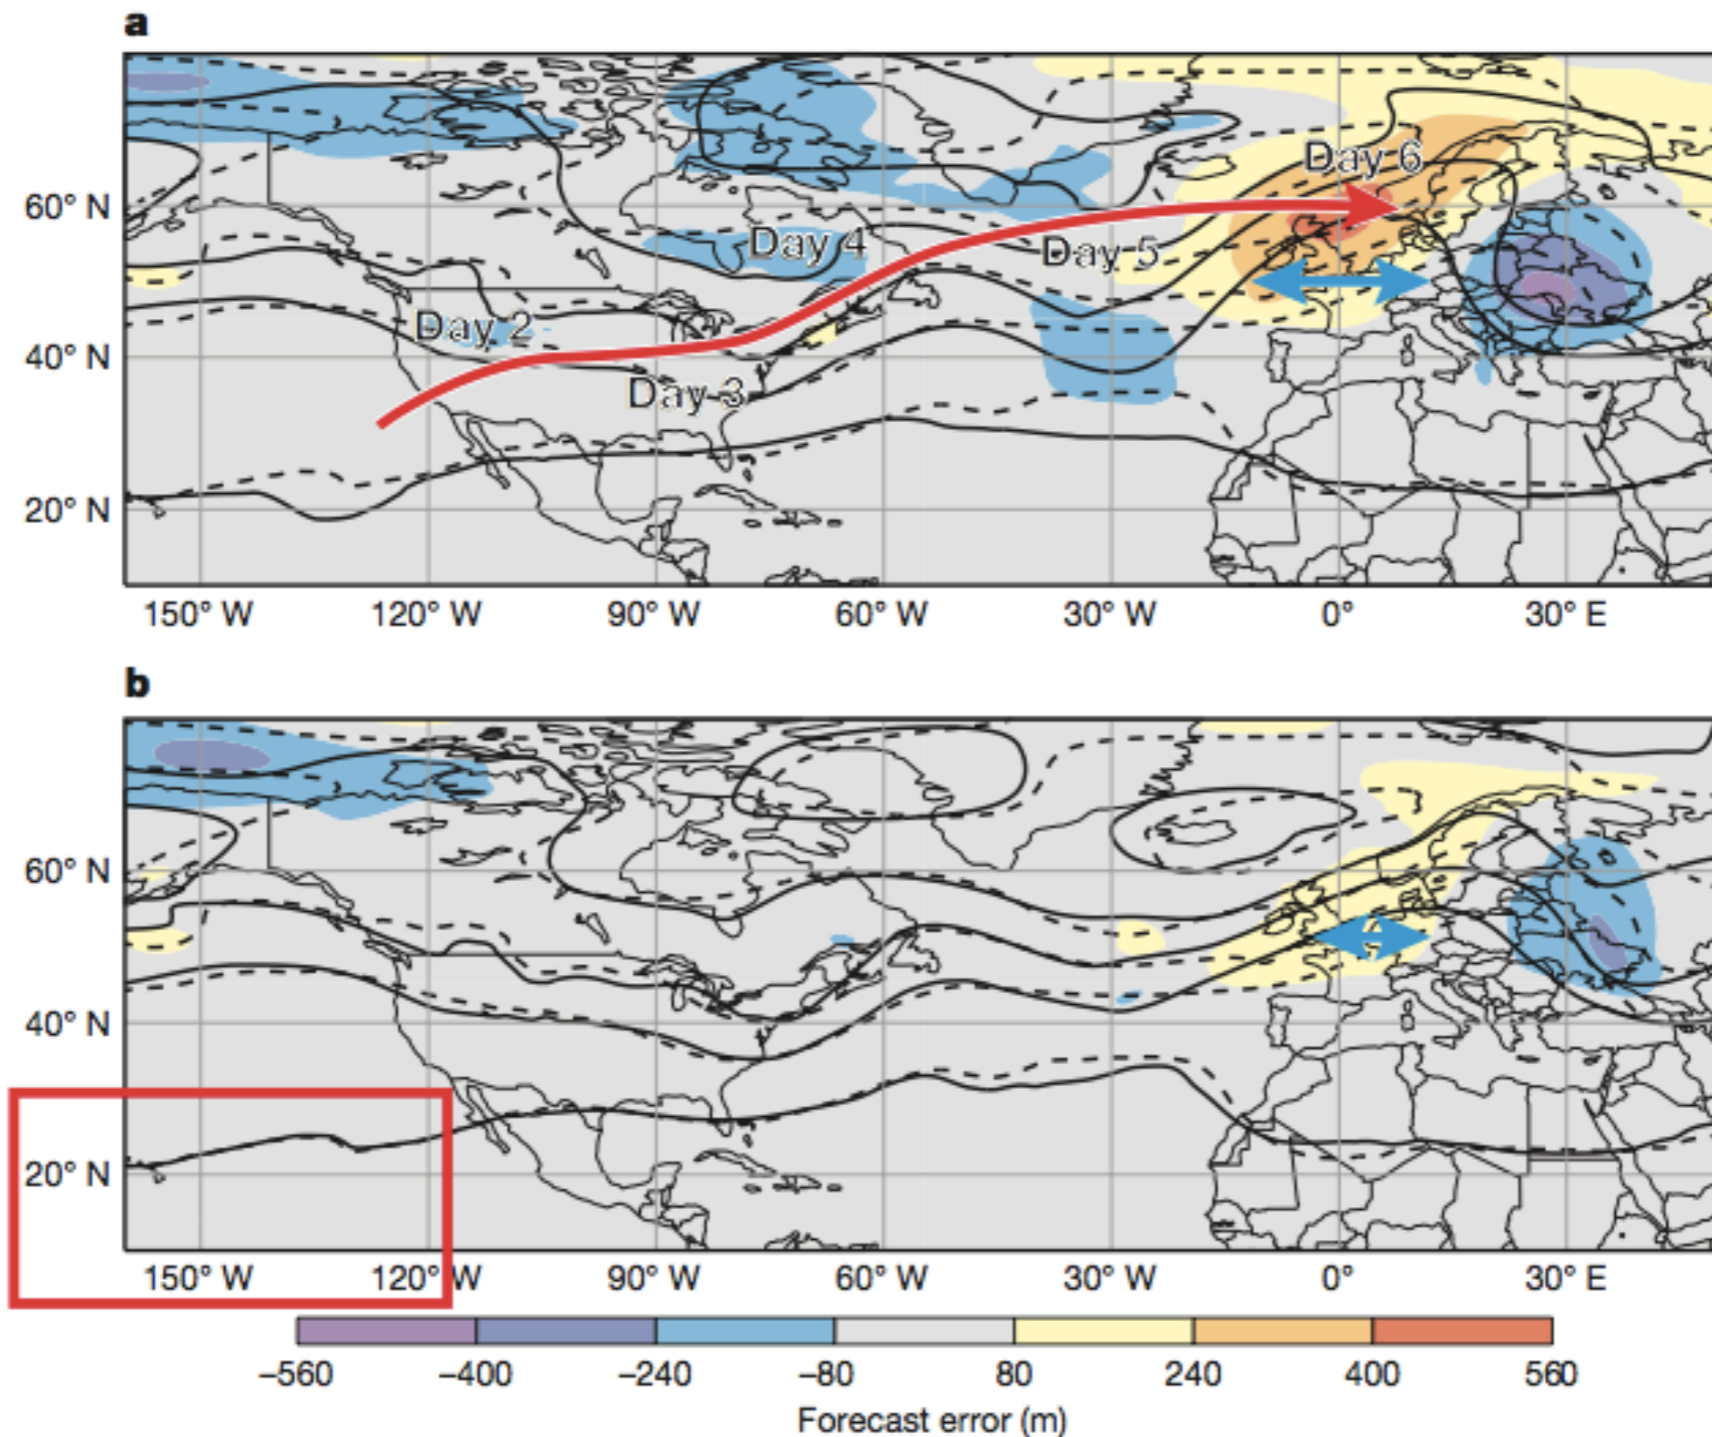 a
Day 6
60° N
Day 4
Day 5
Day 2
40° N
Day 3
20° N
150° W 120° W 90° W 60° W 30° W 0° 30° E
b
60° N
40° N
20° N
150° W 120° W 90° W 60° W 30° W 0° 30° E
–560 –400 –240 –80 80 240 400 560
Forecast error (m)